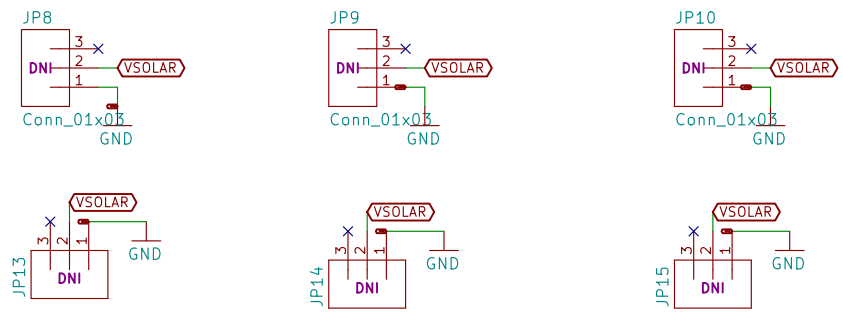 JP8
3
DNI 2 VSOLAR
1
Conn_01x03
GND
JP9
3
DNI 2 VSOLAR
1
Conn_01x03
GND
JP10
3
DNI 2 VSOLAR
1
Conn_01x03
GND
VSOLAR
3 2 1
GND
JP13
DNI
VSOLAR
3 2 1
GND
JP14
DNI
VSOLAR
3 2 1
GND
JP15
DNI